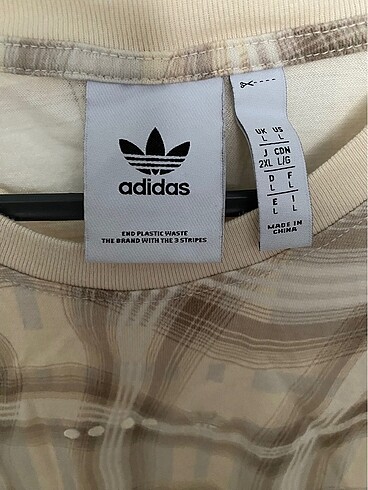 adidas
END PLASTIC WASTE
THE BRAND WITH THE 3 STRIPES
UK US
L L
J CDN
2XL L/G
D F
L L
E I
L L
MADE IN
CHINA